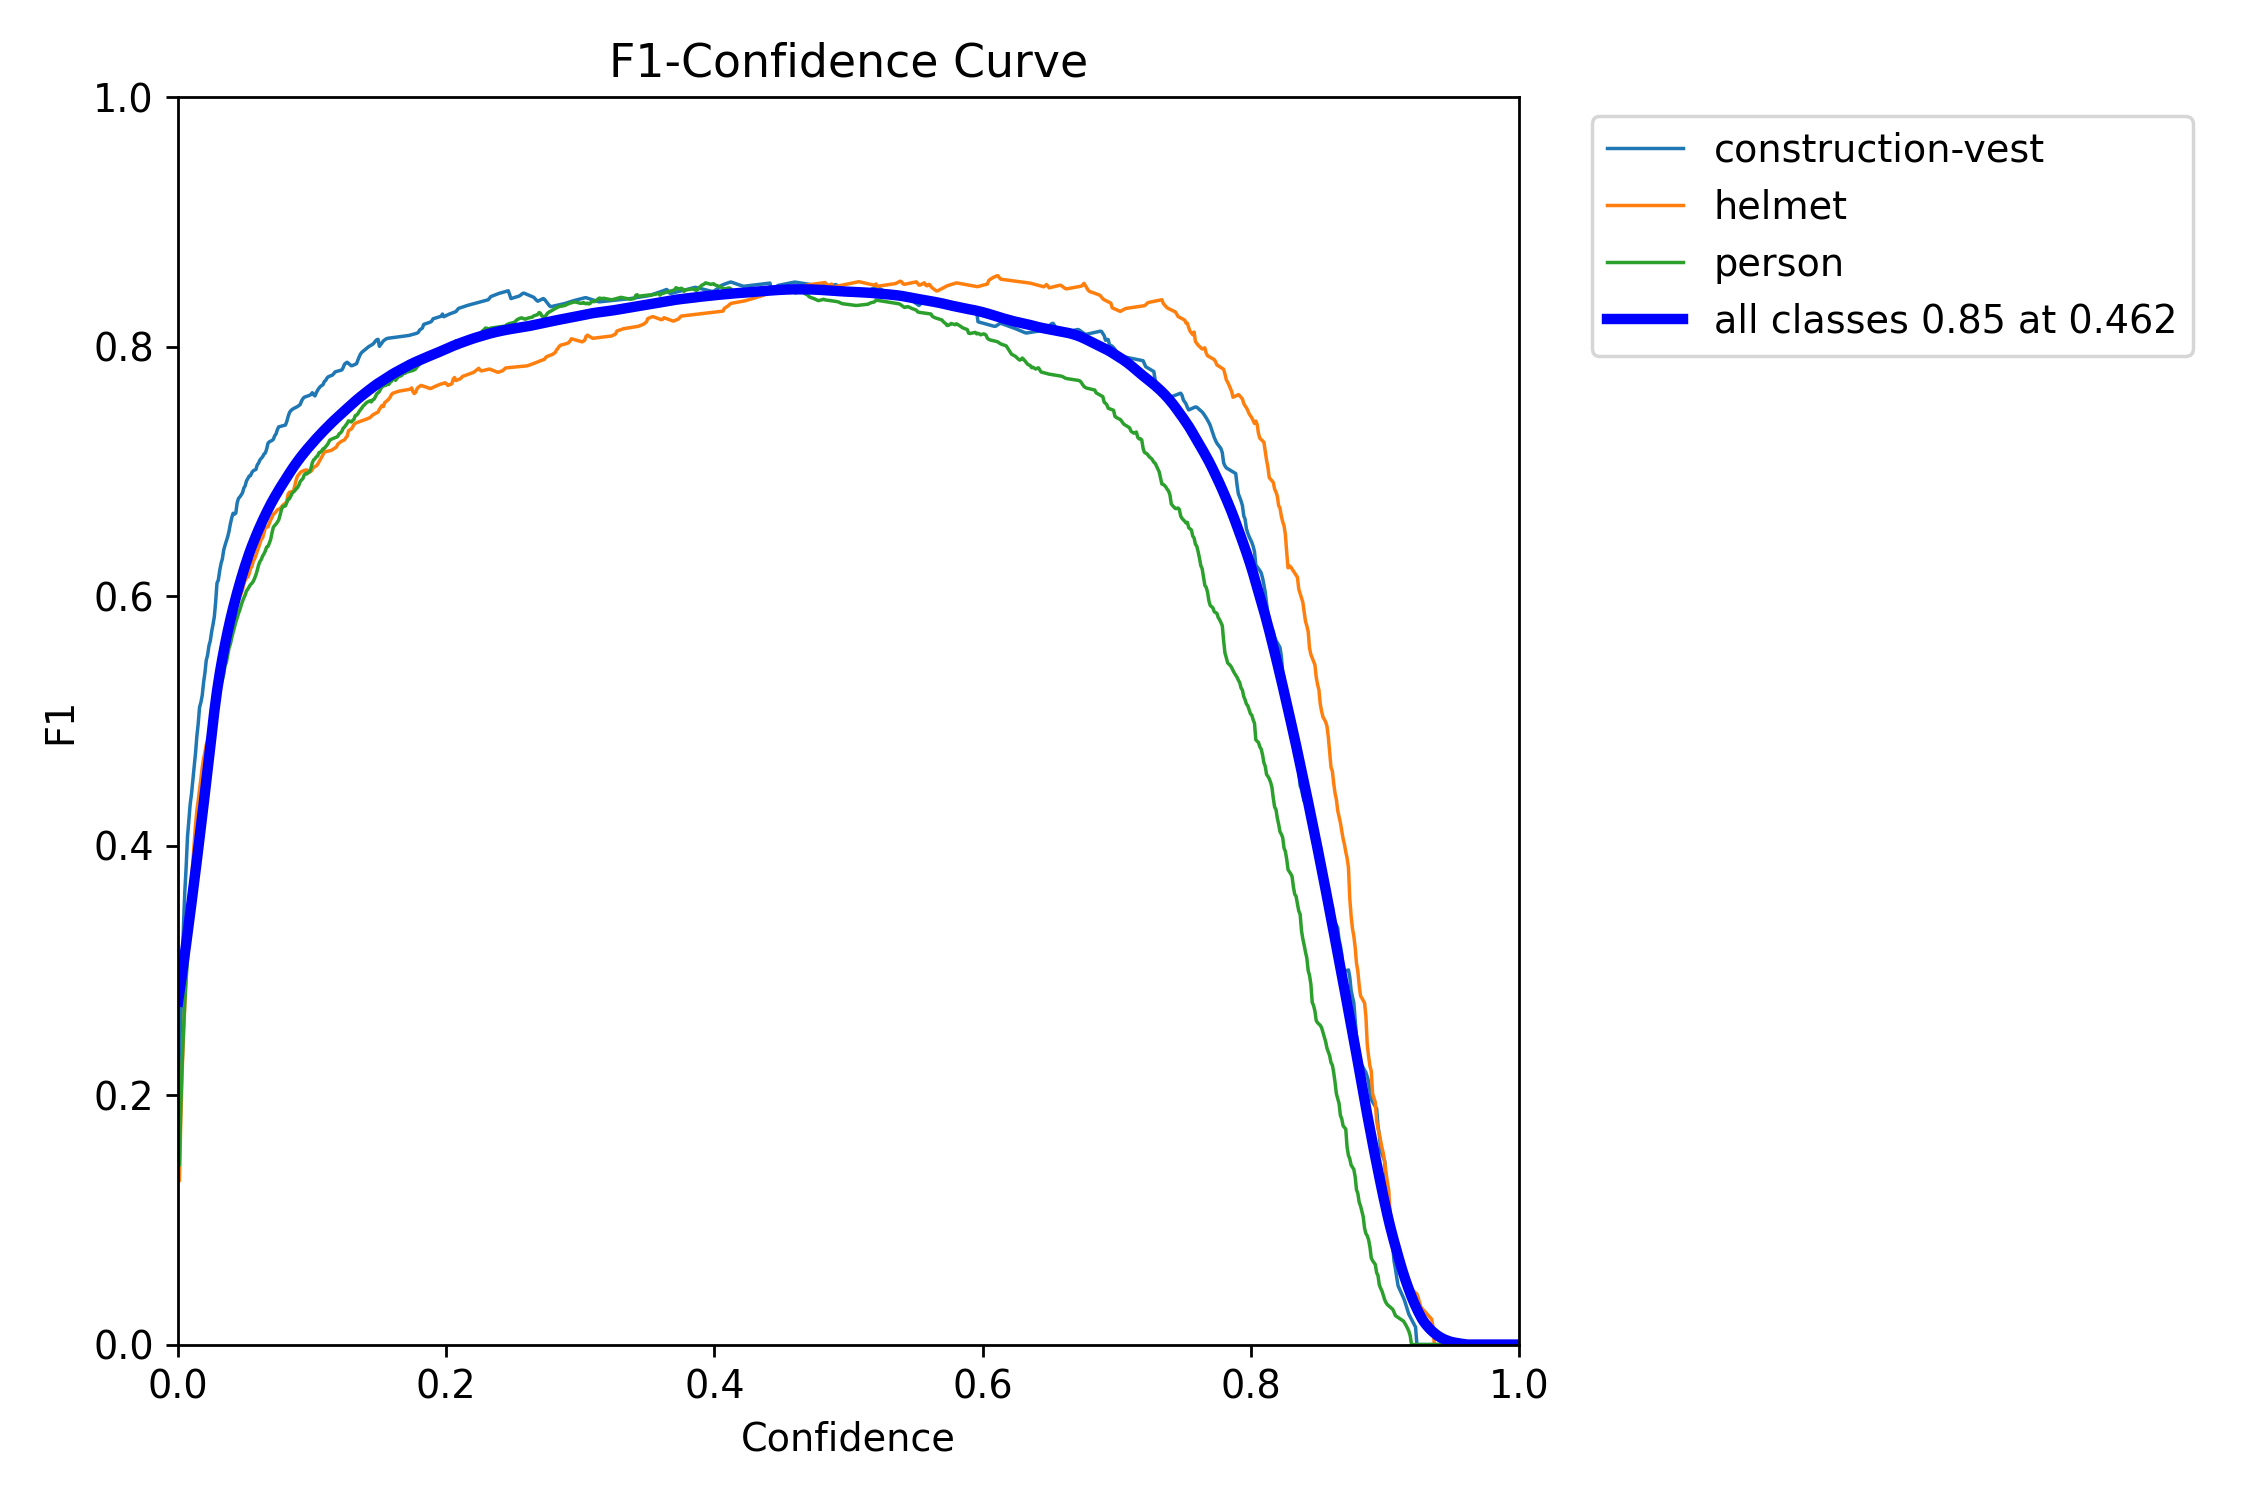 F1-Confidence Curve
1.0
0.8
0.6
0.4
0.2
0.0
F1
0.0 0.2 0.4 0.6 0.8 1.0
Confidence
construction-vest
helmet
person
all classes 0.85 at 0.462